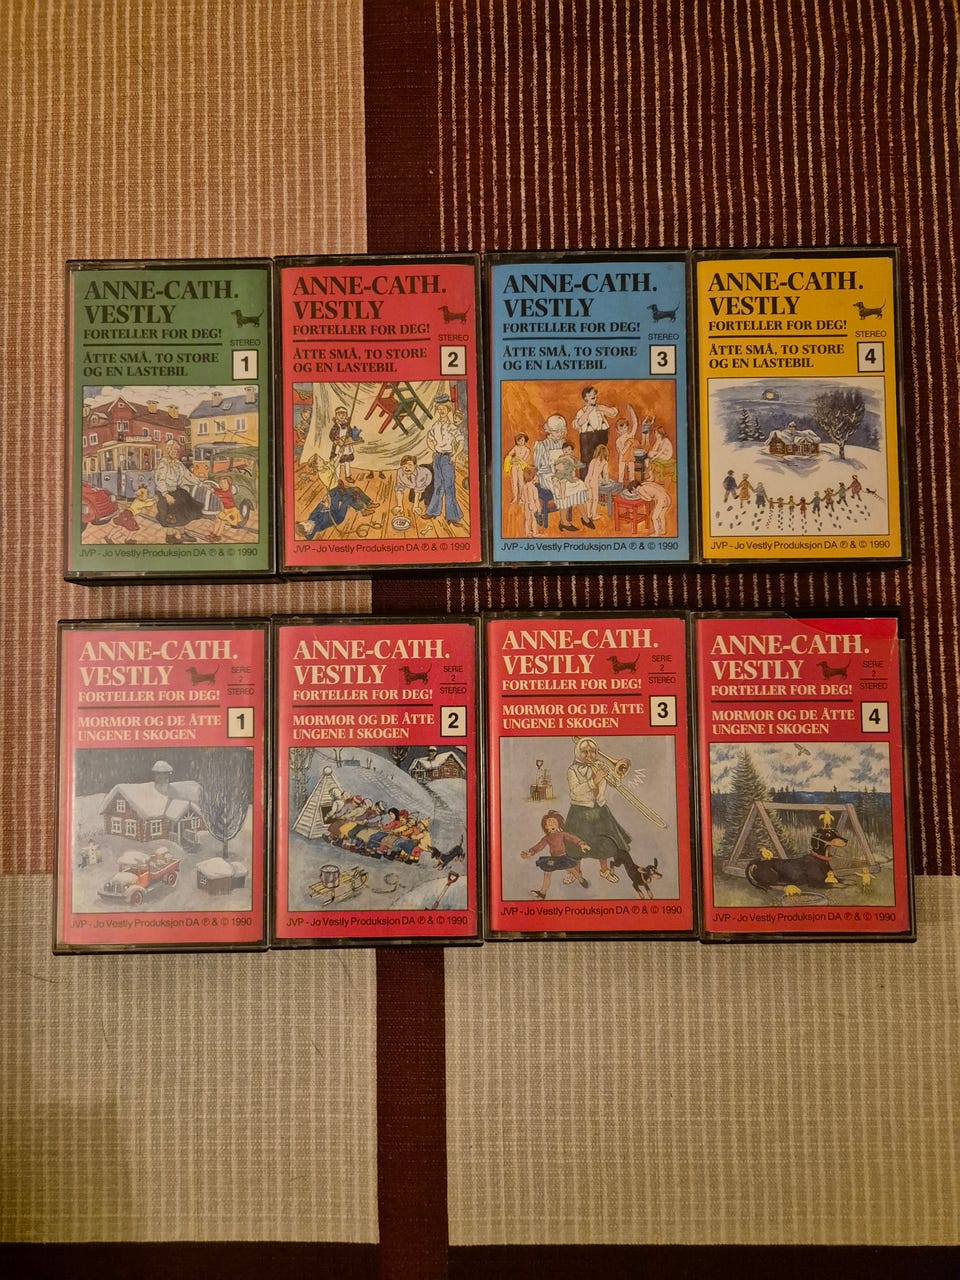 ANNE-CATH.
VESTLY
FORTELLER FOR DEG!
STEREO
ÅTTE SMÅ, TO STORE
OG EN LASTEBIL
1
JVP - Jo Vestly Produksjon DA ℗ & © 1990
ANNE-CATH.
VESTLY
FORTELLER FOR DEG!
STEREO
ÅTTE SMÅ, TO STORE
OG EN LASTEBIL
2
JVP - Jo Vestly Produksjon DA ℗ & © 1990
ANNE-CATH.
VESTLY
FORTELLER FOR DEG!
STEREO
ÅTTE SMÅ, TO STORE
OG EN LASTEBIL
3
JVP - Jo Vestly Produksjon DA ℗ & © 1990
ANNE-CATH.
VESTLY
FORTELLER FOR DEG!
STEREO
ÅTTE SMÅ, TO STORE
OG EN LASTEBIL
4
JVP - Jo Vestly Produksjon DA ℗ & © 1990
ANNE-CATH.
VESTLY
FORTELLER FOR DEG!
SERIE
2
STEREO
MORMOR OG DE ÅTTE
UNGENE I SKOGEN
1
JVP - Jo Vestly Produksjon DA ℗ & © 1990
ANNE-CATH.
VESTLY
FORTELLER FOR DEG!
SERIE
2
STEREO
MORMOR OG DE ÅTTE
UNGENE I SKOGEN
2
JVP - Jo Vestly Produksjon DA ℗ & © 1990
ANNE-CATH.
VESTLY
FORTELLER FOR DEG!
SERIE
2
STEREO
MORMOR OG DE ÅTTE
UNGENE I SKOGEN
3
JVP - Jo Vestly Produksjon DA ℗ & © 1990
ANNE-CATH.
VESTLY
FORTELLER FOR DEG!
SERIE
2
STEREO
MORMOR OG DE ÅTTE
UNGENE I SKOGEN
4
JVP - Jo Vestly Produksjon DA ℗ & © 1990